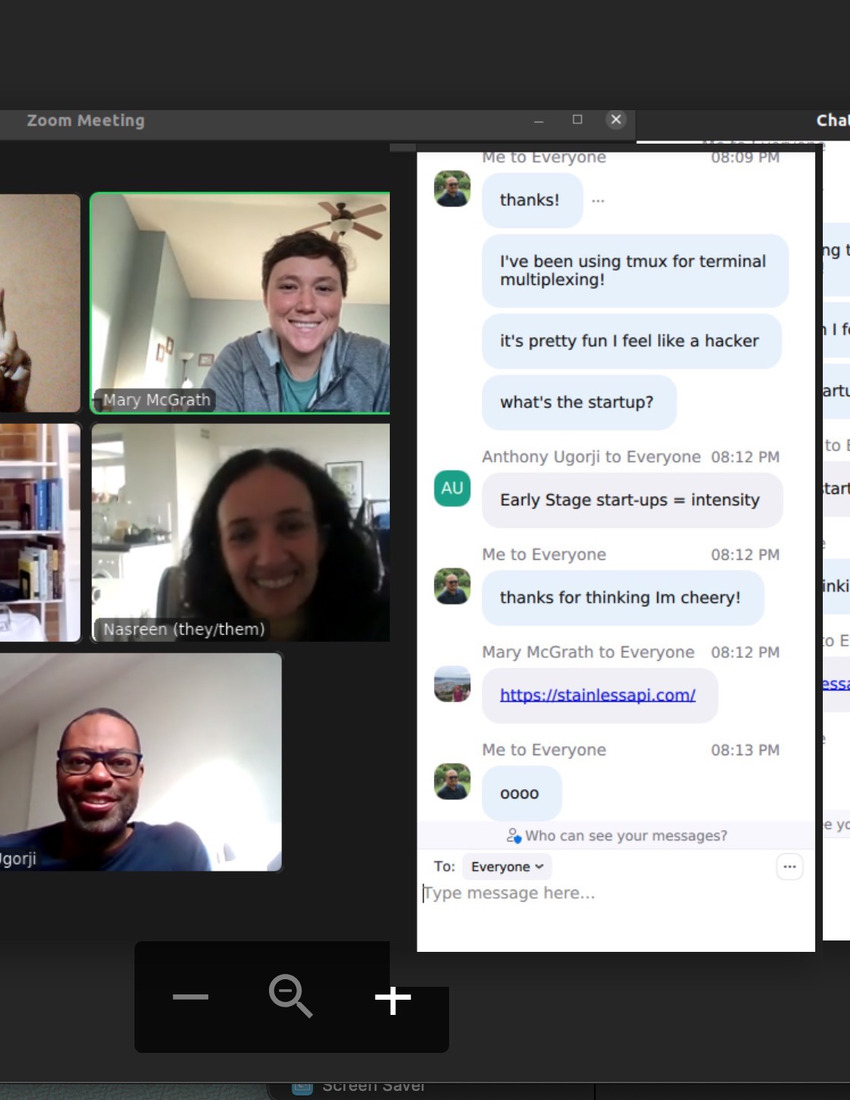 Zoom Meeting
Mary McGrath
Nasreen (they/them)
Ugorji
Me to Everyone 08:09 PM
thanks!
I've been using tmux for terminal
multiplexing!
it's pretty fun I feel like a hacker
what's the startup?
Anthony Ugorji to Everyone 08:12 PM
AU
Early Stage start-ups = intensity
Me to Everyone 08:12 PM
thanks for thinking Im cheery!
Mary McGrath to Everyone 08:12 PM
https://stainlessapi.com/
Me to Everyone 08:13 PM
oooo
Who can see your messages?
To: Everyone
Type message here...
Screen Saver